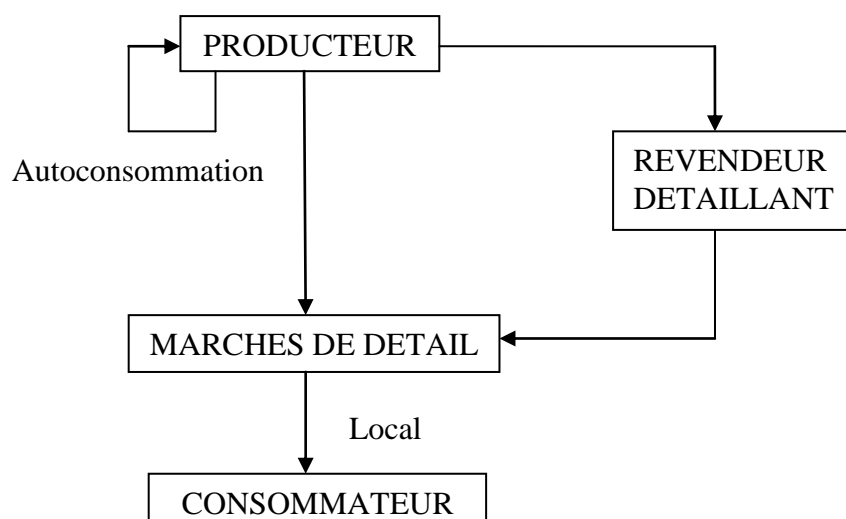 PRODUCTEUR
Autoconsommation
REVENDEUR
DETAILLANT
MARCHES DE DETAIL
Local
CONSOMMATEUR